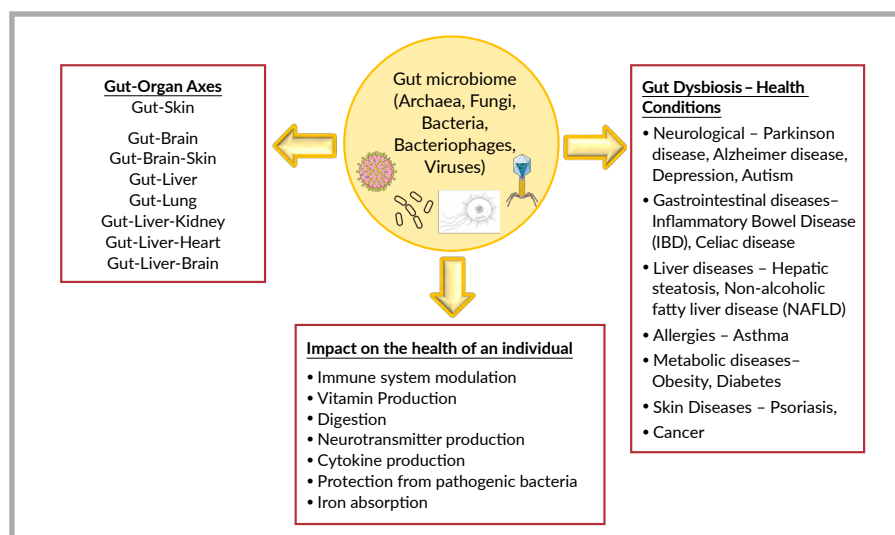 Gut microbiome
(Archaea, Fungi,
Bacteria,
Bacteriophages,
Viruses)
Gut-Organ Axes
Gut-Skin
Gut-Brain
Gut-Brain-Skin
Gut-Liver
Gut-Lung
Gut-Liver-Kidney
Gut-Liver-Heart
Gut-Liver-Brain
Impact on the health of an individual
• Immune system modulation
• Vitamin Production
• Digestion
• Neurotransmitter production
• Cytokine production
• Protection from pathogenic bacteria
• Iron absorption
Gut Dysbiosis – Health
Conditions
• Neurological – Parkinson
disease, Alzheimer disease,
Depression, Autism
• Gastrointestinal diseases–
Inflammatory Bowel Disease
(IBD), Celiac disease
• Liver diseases – Hepatic
steatosis, Non-alcoholic
fatty liver disease (NAFLD)
• Allergies – Asthma
• Metabolic diseases–
Obesity, Diabetes
• Skin Diseases – Psoriasis,
• Cancer